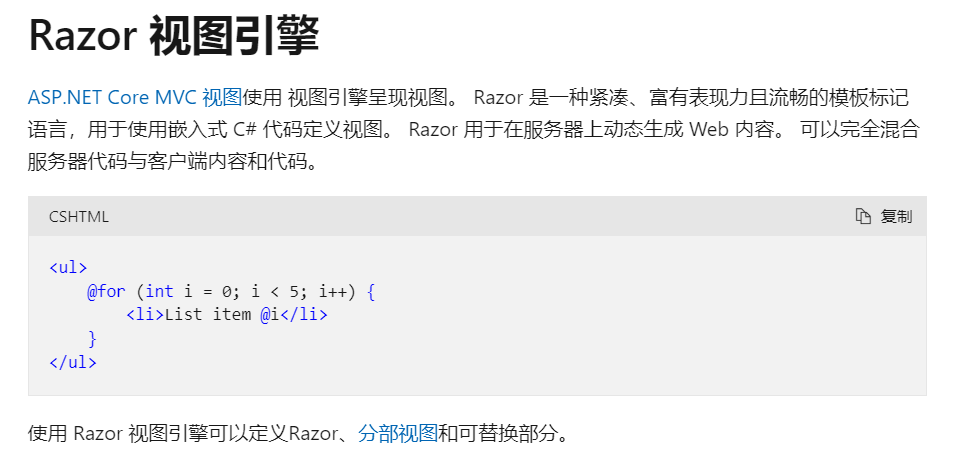 Razor 视图引擎
ASP.NET Core MVC 视图使用 视图引擎呈现视图。 Razor 是一种紧凑、富有表现力且流畅的模板标记
语言，用于使用嵌入式 C# 代码定义视图。 Razor 用于在服务器上动态生成 Web 内容。 可以完全混合
服务器代码与客户端内容和代码。
CSHTML 复制
<ul>
    @for (int i = 0; i < 5; i++) {
        <li>List item @i</li>
    }
</ul>
使用 Razor 视图引擎可以定义Razor、分部视图和可替换部分。